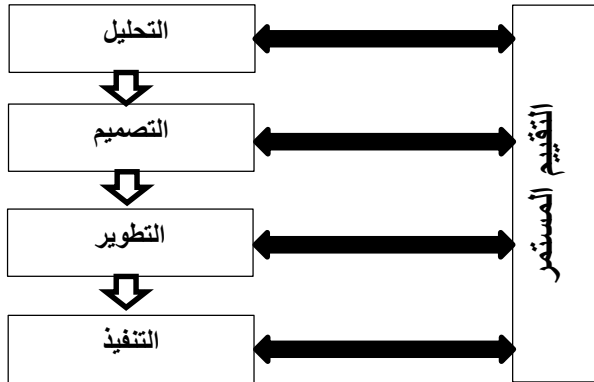 التحليل
التصميم
التطوير
التنفيذ
التقييم المستمر